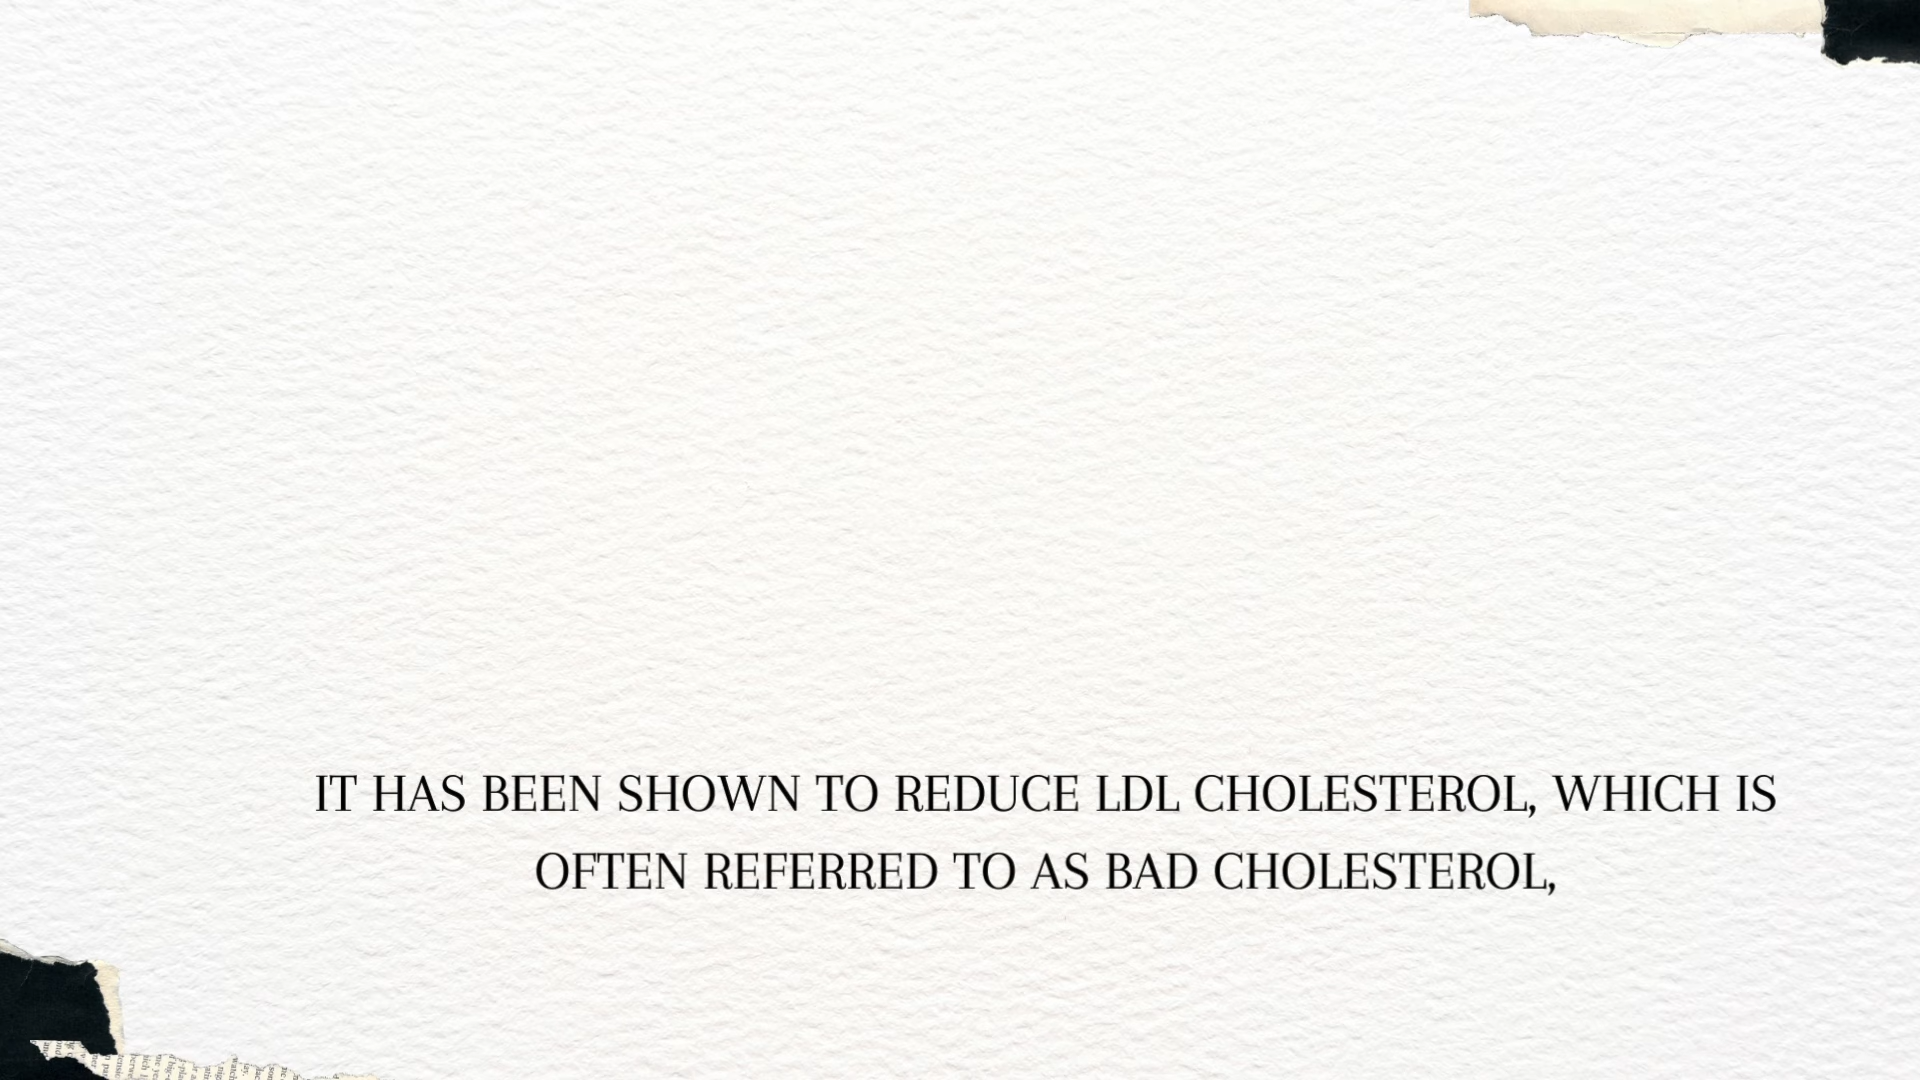 IT HAS BEEN SHOWN TO REDUCE LDL CHOLESTEROL, WHICH IS
OFTEN REFERRED TO AS BAD CHOLESTEROL,